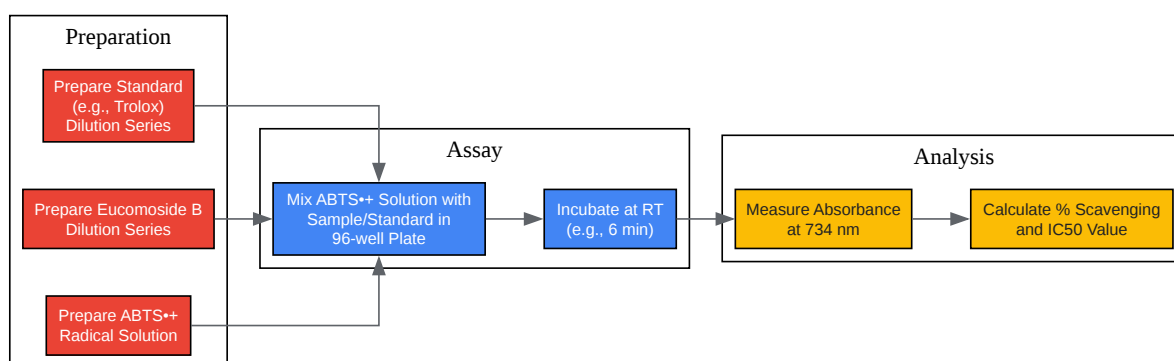 Preparation
Prepare Standard
(e.g., Trolox)
Dilution Series
Prepare Eucomoside B
Dilution Series
Prepare ABTS•+
Radical Solution
Assay
Mix ABTS•+ Solution with
Sample/Standard in
96-well Plate
Incubate at RT
(e.g., 6 min)
Analysis
Measure Absorbance
at 734 nm
Calculate % Scavenging
and IC50 Value